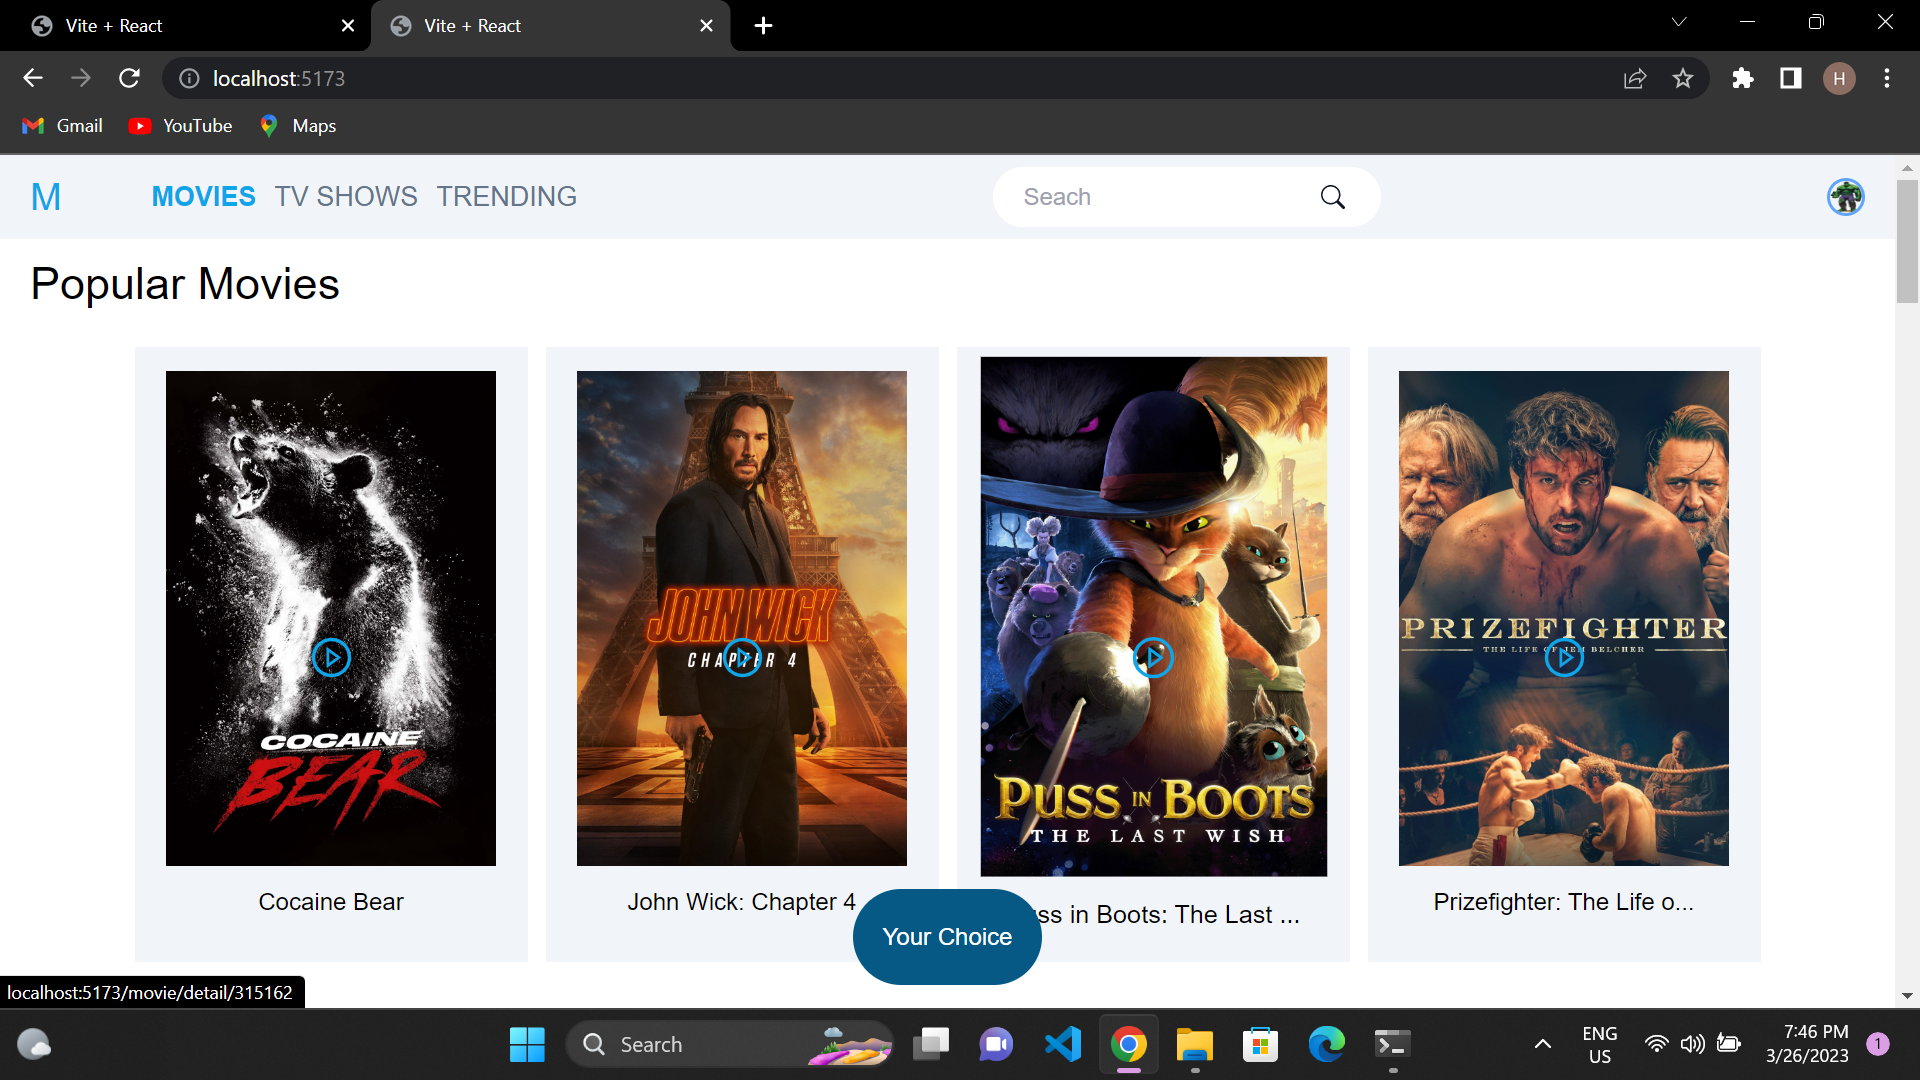 Vite + React
Vite + React
localhost:5173
H
Gmail
YouTube
Maps
M
MOVIES
TV SHOWS
TRENDING
Seach
Popular Movies
COCAINE
BEAR
JOHN WICK
CHAPTER 4
PUSS IN BOOTS
THE LAST WISH
PRIZEFIGHTER
THE LIFE OF JEM BELCHER
Cocaine Bear
John Wick: Chapter 4
ss in Boots: The Last ...
Prizefighter: The Life o...
Your Choice
localhost:5173/movie/detail/315162
Search
ENG
US
7:46 PM
3/26/2023
1